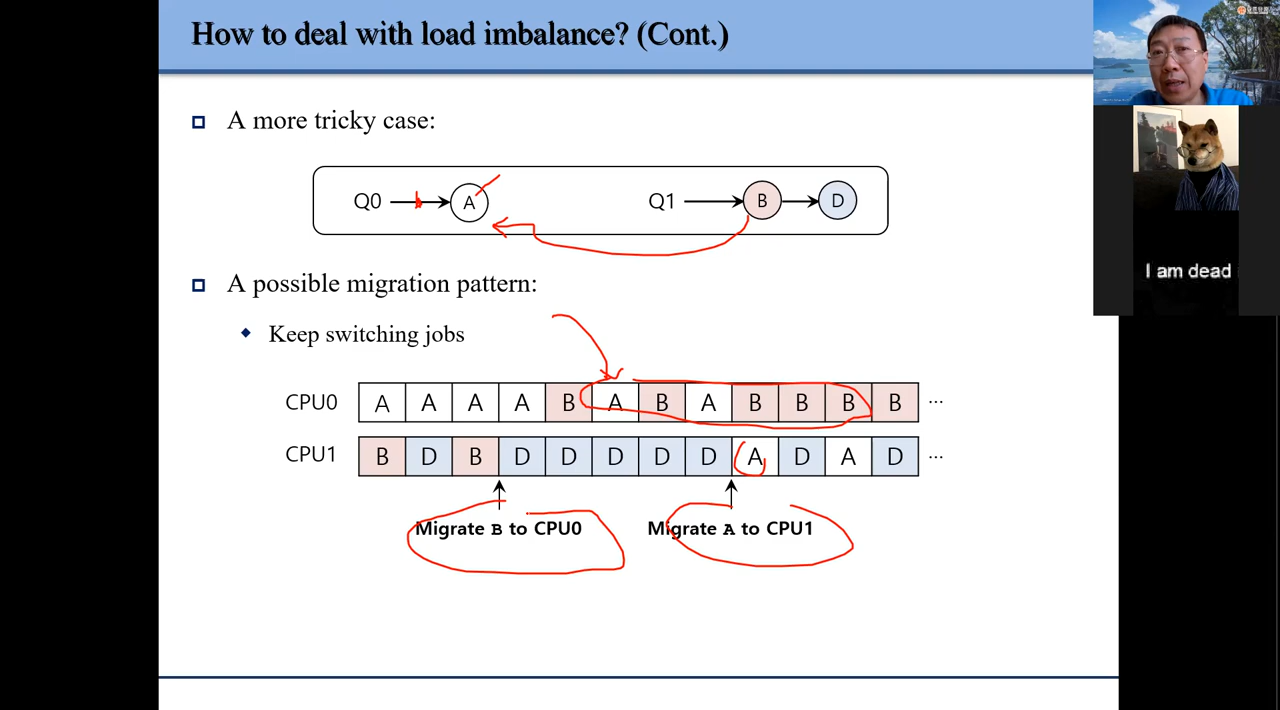 How to deal with load imbalance? (Cont.)
A more tricky case:
Q0 A Q1 B D
A possible migration pattern:
Keep switching jobs
CPU0 A A A A B A B A B B B B ...
CPU1 B D B D D D D D A D A D ...
Migrate B to CPU0 Migrate A to CPU1
I am dead